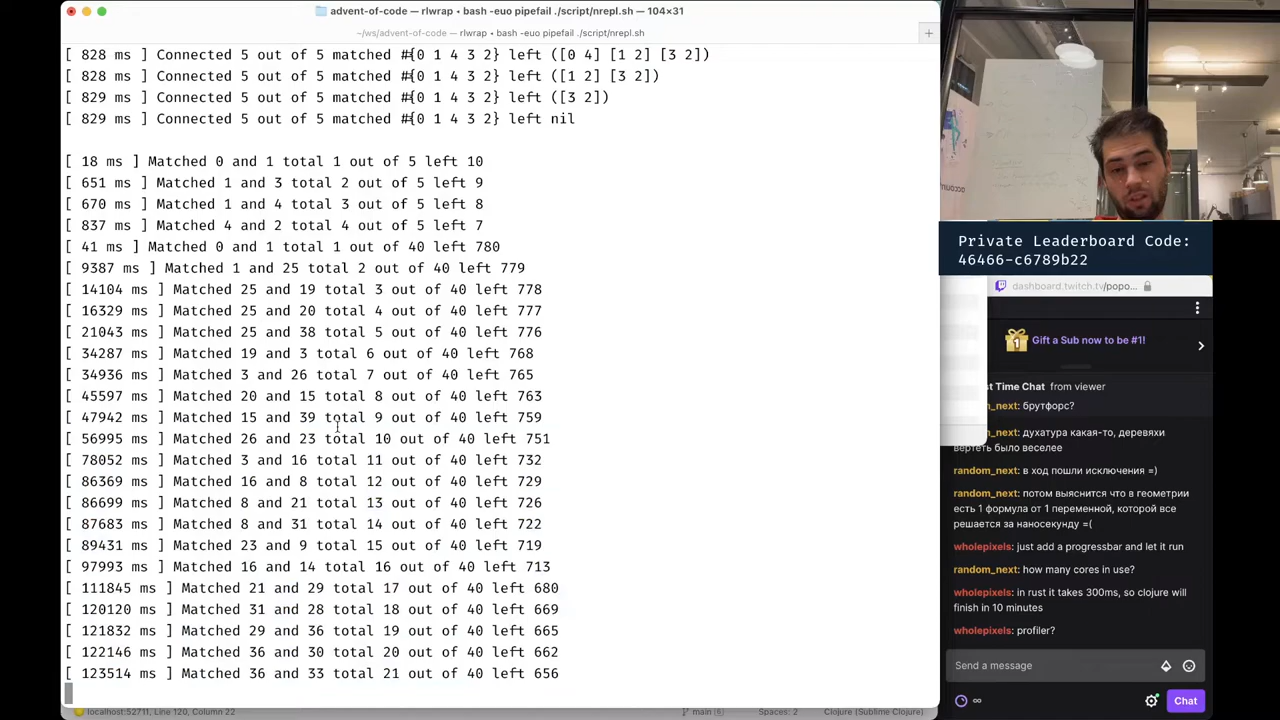 advent-of-code — rlwrap • bash -euo pipefail ./script/nrepl.sh — 104×31
~/ws/advent-of-code — rlwrap • bash -euo pipefail ./script/nrepl.sh
[ 828 ms ] Connected 5 out of 5 matched #{0 1 4 3 2} left ([0 4] [1 2] [3 2])
[ 828 ms ] Connected 5 out of 5 matched #{0 1 4 3 2} left ([1 2] [3 2])
[ 829 ms ] Connected 5 out of 5 matched #{0 1 4 3 2} left ([3 2])
[ 829 ms ] Connected 5 out of 5 matched #{0 1 4 3 2} left nil
[ 18 ms ] Matched 0 and 1 total 1 out of 5 left 10
[ 651 ms ] Matched 1 and 3 total 2 out of 5 left 9
[ 670 ms ] Matched 1 and 4 total 3 out of 5 left 8
[ 837 ms ] Matched 4 and 2 total 4 out of 5 left 7
[ 41 ms ] Matched 0 and 1 total 1 out of 40 left 780
[ 9387 ms ] Matched 1 and 25 total 2 out of 40 left 779
[ 14104 ms ] Matched 25 and 19 total 3 out of 40 left 778
[ 16329 ms ] Matched 25 and 20 total 4 out of 40 left 777
[ 21043 ms ] Matched 25 and 38 total 5 out of 40 left 776
[ 34287 ms ] Matched 19 and 3 total 6 out of 40 left 768
[ 34936 ms ] Matched 3 and 26 total 7 out of 40 left 765
[ 45597 ms ] Matched 20 and 15 total 8 out of 40 left 763
[ 47942 ms ] Matched 15 and 39 total 9 out of 40 left 759
[ 56995 ms ] Matched 26 and 23 total 10 out of 40 left 751
[ 78052 ms ] Matched 3 and 16 total 11 out of 40 left 732
[ 86369 ms ] Matched 16 and 8 total 12 out of 40 left 729
[ 86699 ms ] Matched 8 and 21 total 13 out of 40 left 726
[ 87683 ms ] Matched 8 and 31 total 14 out of 40 left 722
[ 89431 ms ] Matched 23 and 9 total 15 out of 40 left 719
[ 97993 ms ] Matched 16 and 14 total 16 out of 40 left 713
[ 111845 ms ] Matched 21 and 29 total 17 out of 40 left 680
[ 120120 ms ] Matched 31 and 28 total 18 out of 40 left 669
[ 121832 ms ] Matched 29 and 36 total 19 out of 40 left 665
[ 122146 ms ] Matched 36 and 30 total 20 out of 40 left 662
[ 123514 ms ] Matched 36 and 33 total 21 out of 40 left 656
localhost:52711, Line 120, Column 22
main (6)
Spaces: 2
Clojure (Sublime Clojure)
Private Leaderboard Code:
46466-c6789b22
dashboard.twitch.tv/popo...
1
Gift a Sub now to be #1!
st Time Chat from viewer
m_next: брутфорс?
random_next: духатура какая-то, деревяхи
вертеть было веселее
random_next: в ход пошли исключения =)
random_next: потом выяснится что в геометрии
есть 1 формула от 1 переменной, которой все
решается за наносекунду =(
wholepixels: just add a progressbar and let it run
random_next: how many cores in use?
wholepixels: in rust it takes 300ms, so clojure will
finish in 10 minutes
wholepixels: profiler?
Send a message
∞
Chat